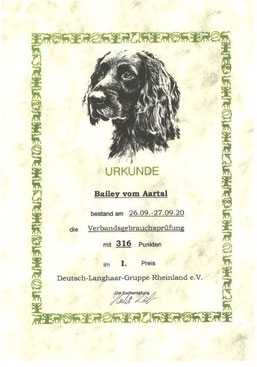 URKUNDE
Bailey vom Aartal
bestand am 26.09.-27.09.20
die Verbandsgebrauchsprüfung
mit 316 Punkten
im I. Preis
Deutsch-Langhaar-Gruppe Rheinland e.V.